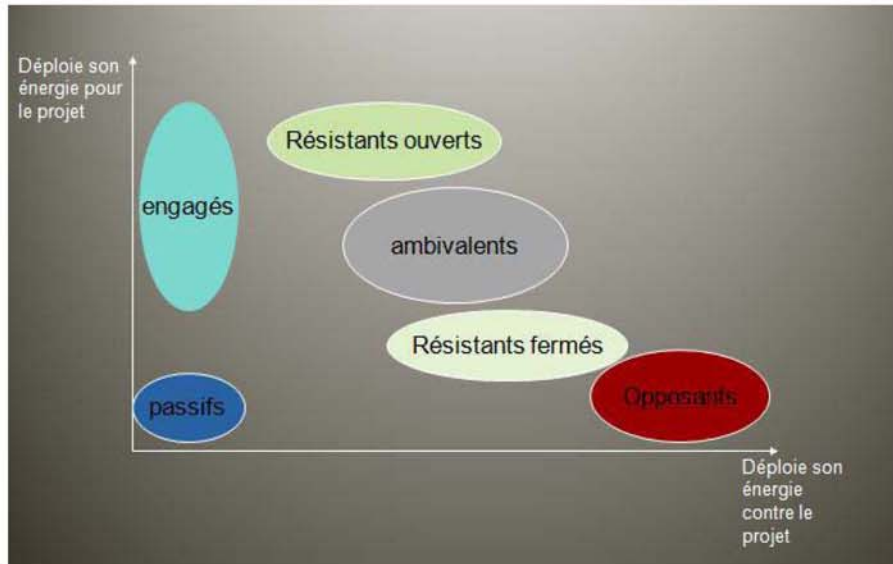 Déploie son
énergie pour
le projet
Résistants ouverts
engagés
ambivalents
Résistants fermés
passifs
Opposants
Déploie son
énergie
contre le
projet